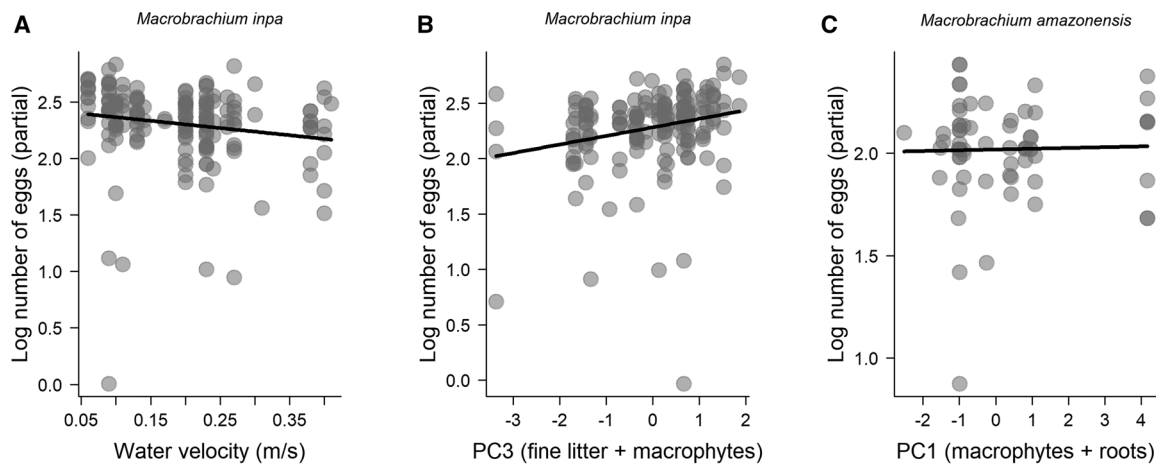 A
Macrobrachium inpa
Log number of eggs (partial)
2.5
2.0
1.5
1.0
0.5
0.0
0.05 0.15 0.25 0.35
Water velocity (m/s)
B
Macrobrachium inpa
Log number of eggs (partial)
2.5
2.0
1.5
1.0
0.5
0.0
-3 -2 -1 0 1 2
PC3 (fine litter + macrophytes)
C
Macrobrachium amazonensis
Log number of eggs (partial)
2.0
1.5
1.0
-2 -1 0 1 2 3 4
PC1 (macrophytes + roots)